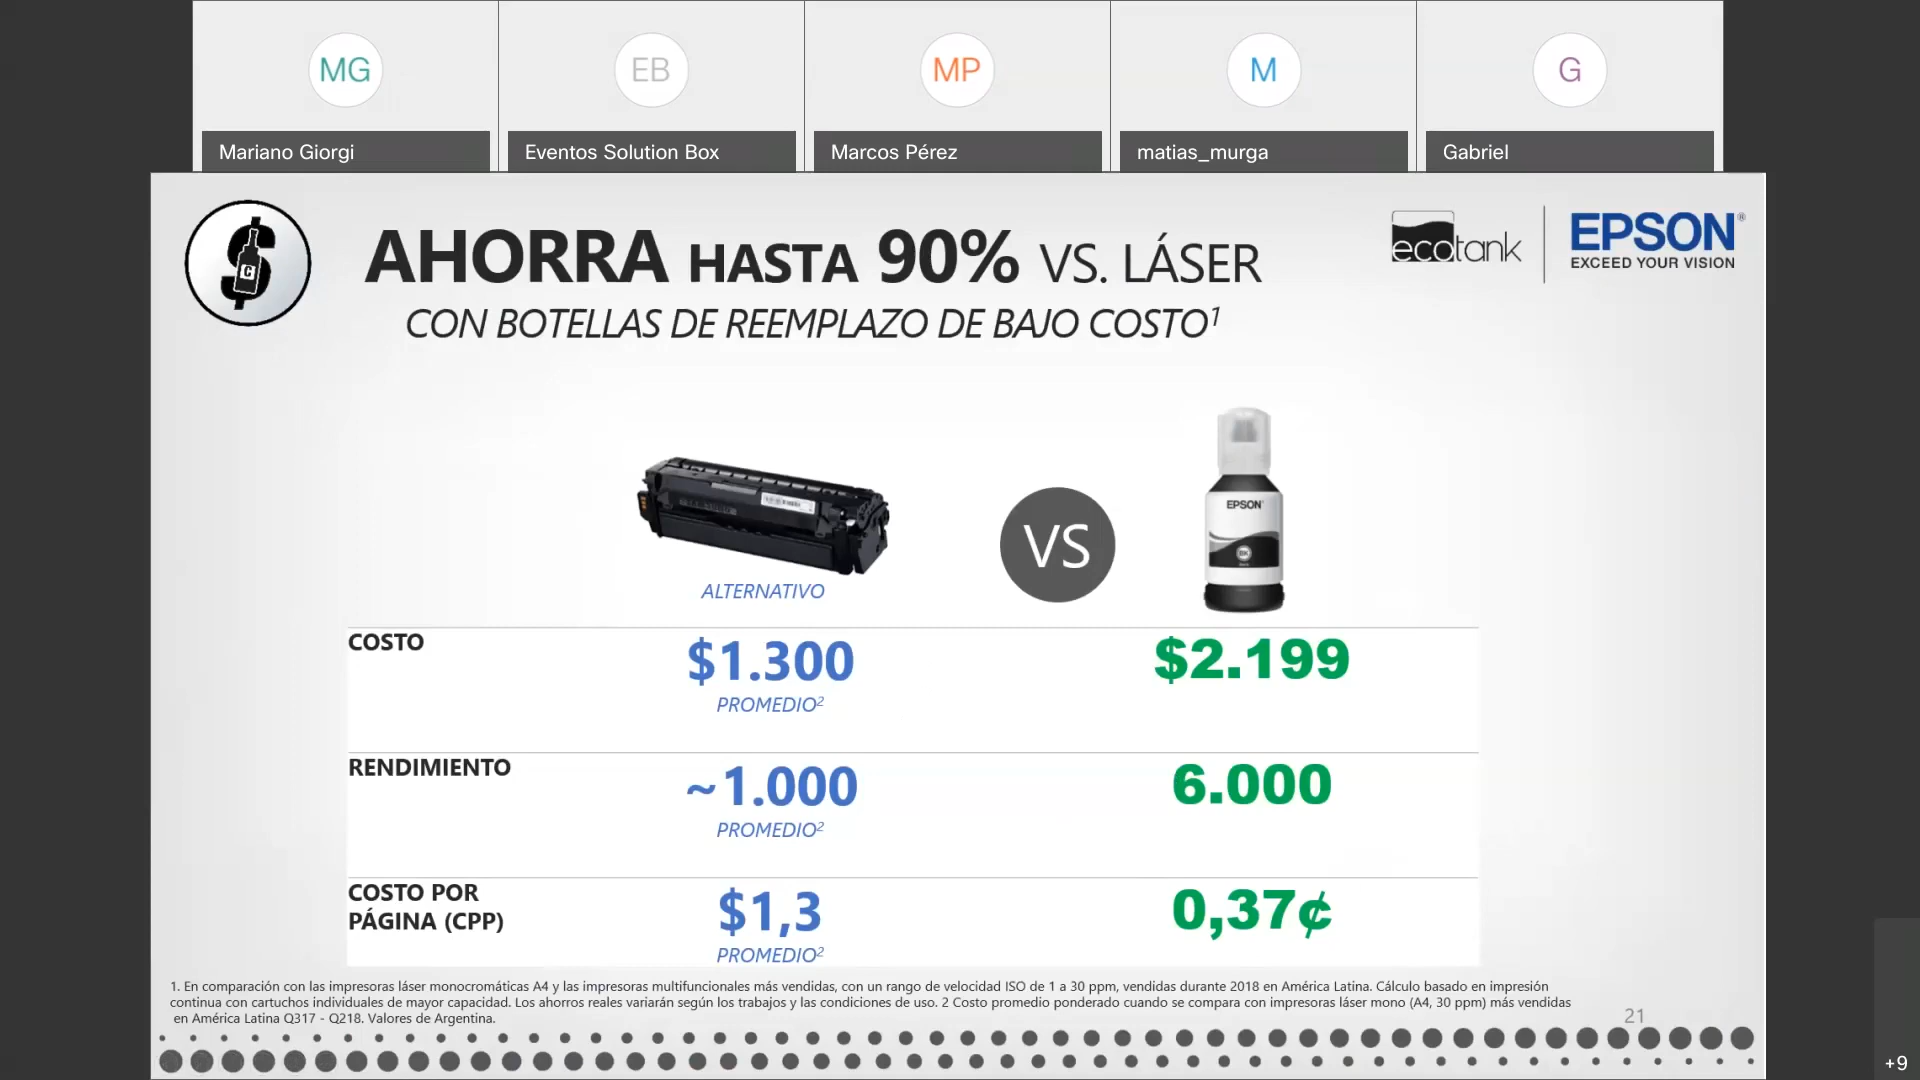 MG
EB
MP
M
G
Mariano Giorgi
Eventos Solution Box
Marcos Pérez
matias_murga
Gabriel
AHORRA HASTA 90% VS. LÁSER
CON BOTELLAS DE REEMPLAZO DE BAJO COSTO¹
ecotank
EPSON®
EXCEED YOUR VISION
ALTERNATIVO
VS
EPSON
BK
COSTO
$1.300
PROMEDIO²
$2.199
RENDIMIENTO
~1.000
PROMEDIO²
6.000
COSTO POR
PÁGINA (CPP)
$1,3
PROMEDIO²
0,37¢
1. En comparación con las impresoras láser monocromáticas A4 y las impresoras multifuncionales más vendidas, con un rango de velocidad ISO de 1 a 30 ppm, vendidas durante 2018 en América Latina. Cálculo basado en impresión
continua con cartuchos individuales de mayor capacidad. Los ahorros reales variarán según los trabajos y las condiciones de uso. 2 Costo promedio ponderado cuando se compara con impresoras láser mono (A4, 30 ppm) más vendidas
en América Latina Q317 - Q218. Valores de Argentina.
21
+9